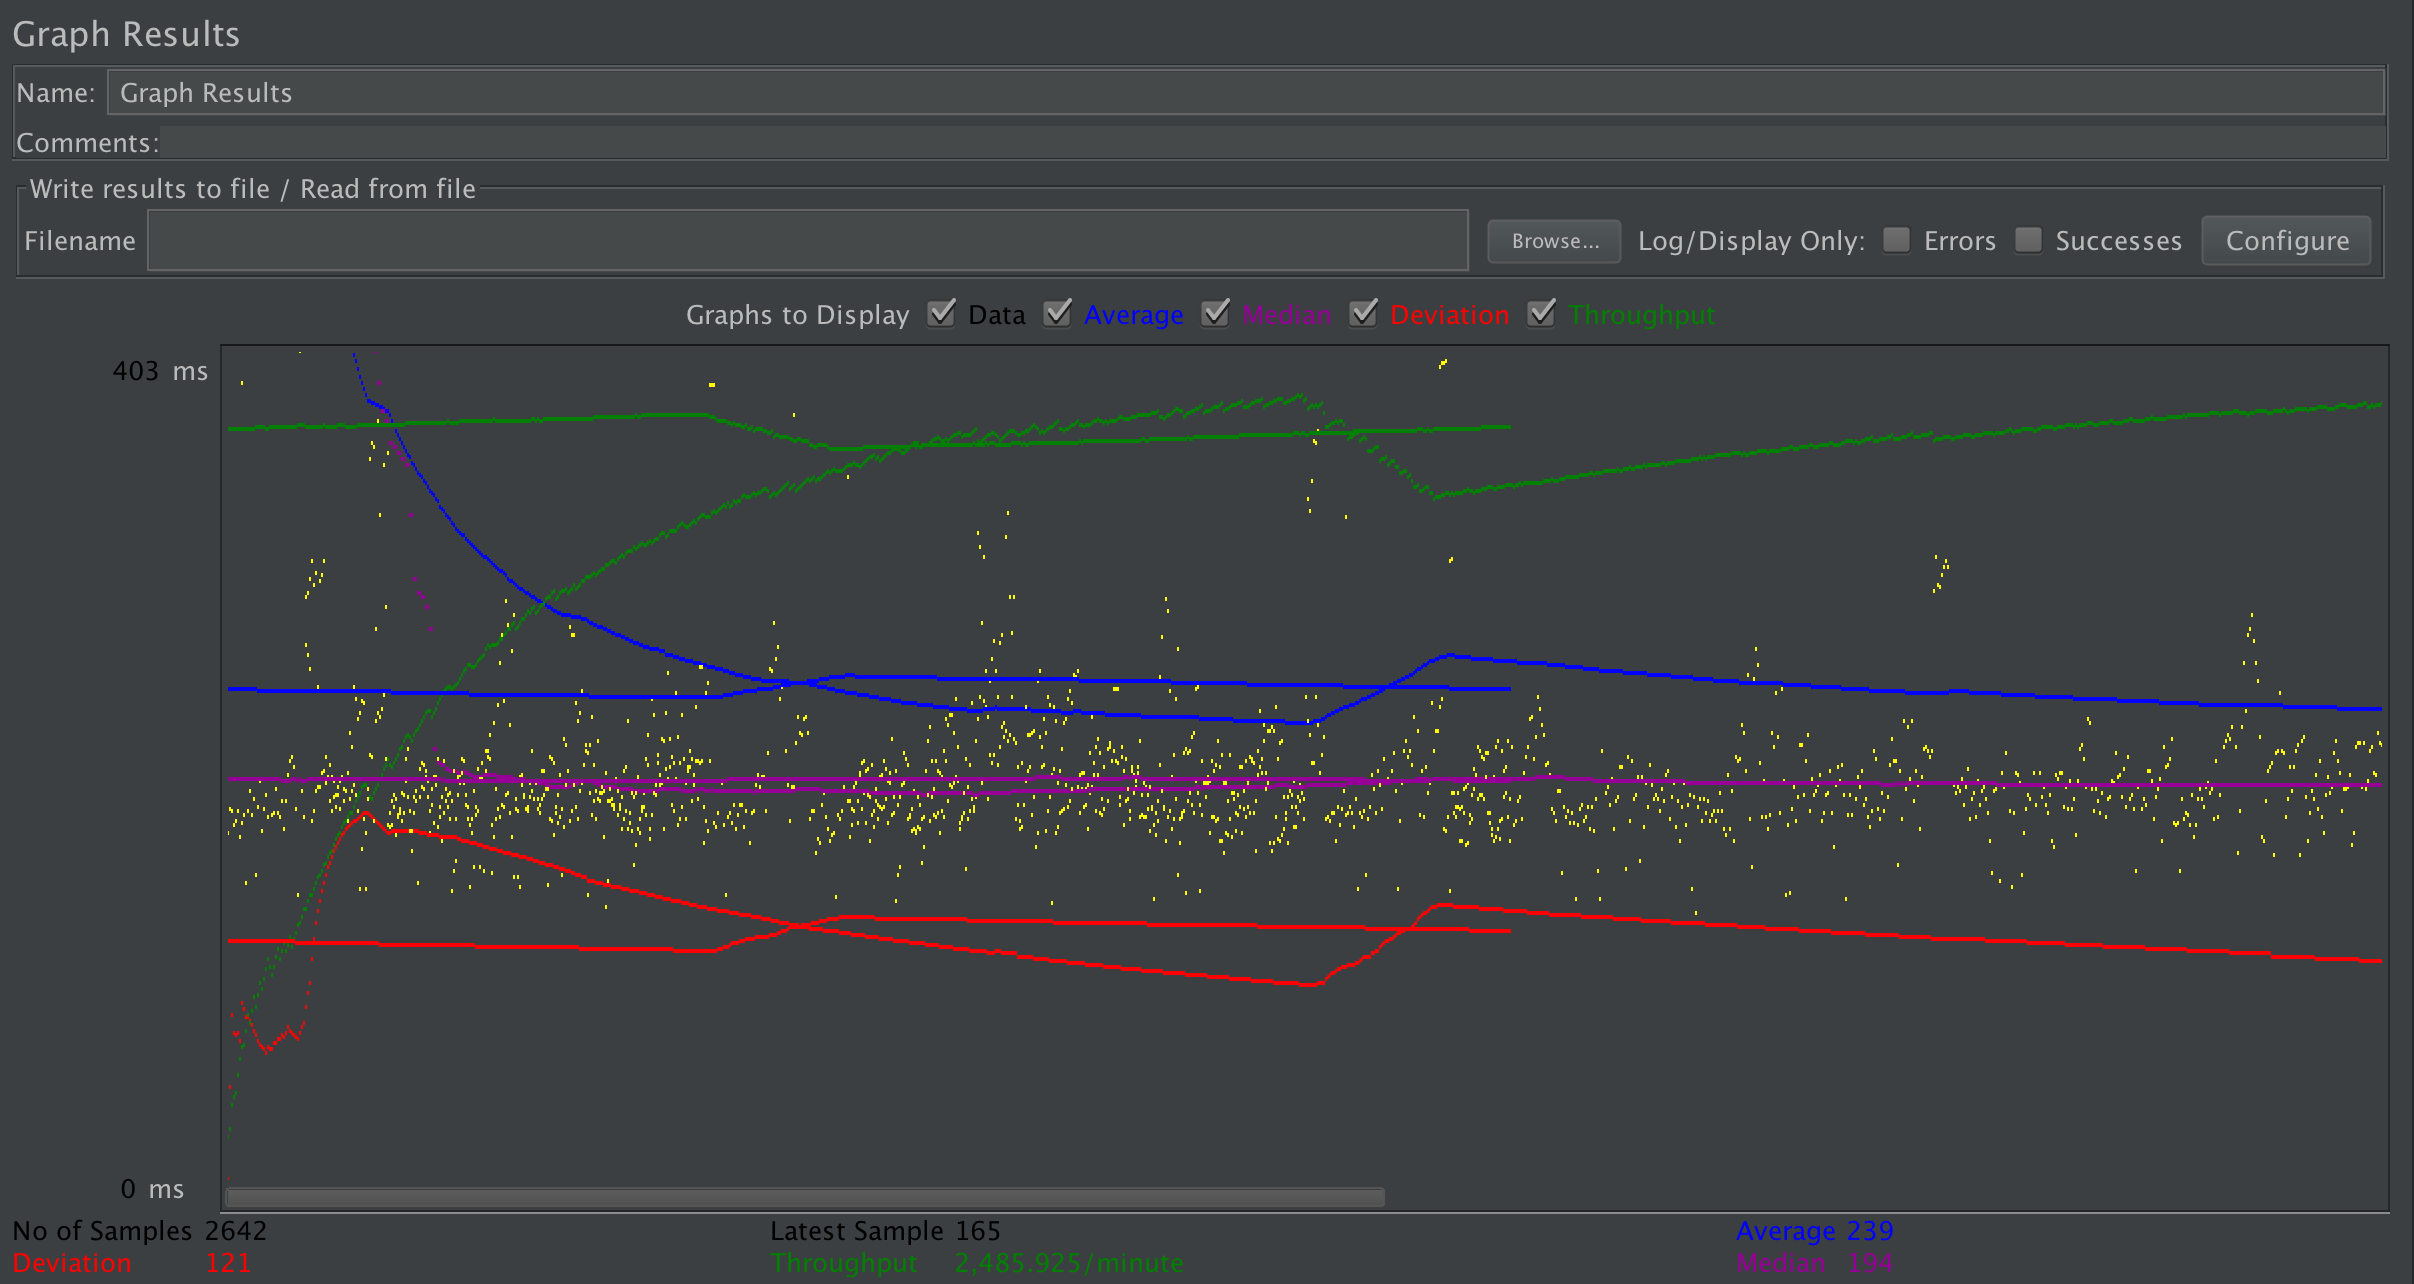 Graph Results
Name: Graph Results
Comments:
Write results to file / Read from file
Filename Browse... Log/Display Only: Errors Successes Configure
Graphs to Display Data Average Median Deviation Throughput
403 ms
0 ms
No of Samples 2642 Latest Sample 165 Average 239
Deviation 121 Throughput 2,485.925/minute Median 194